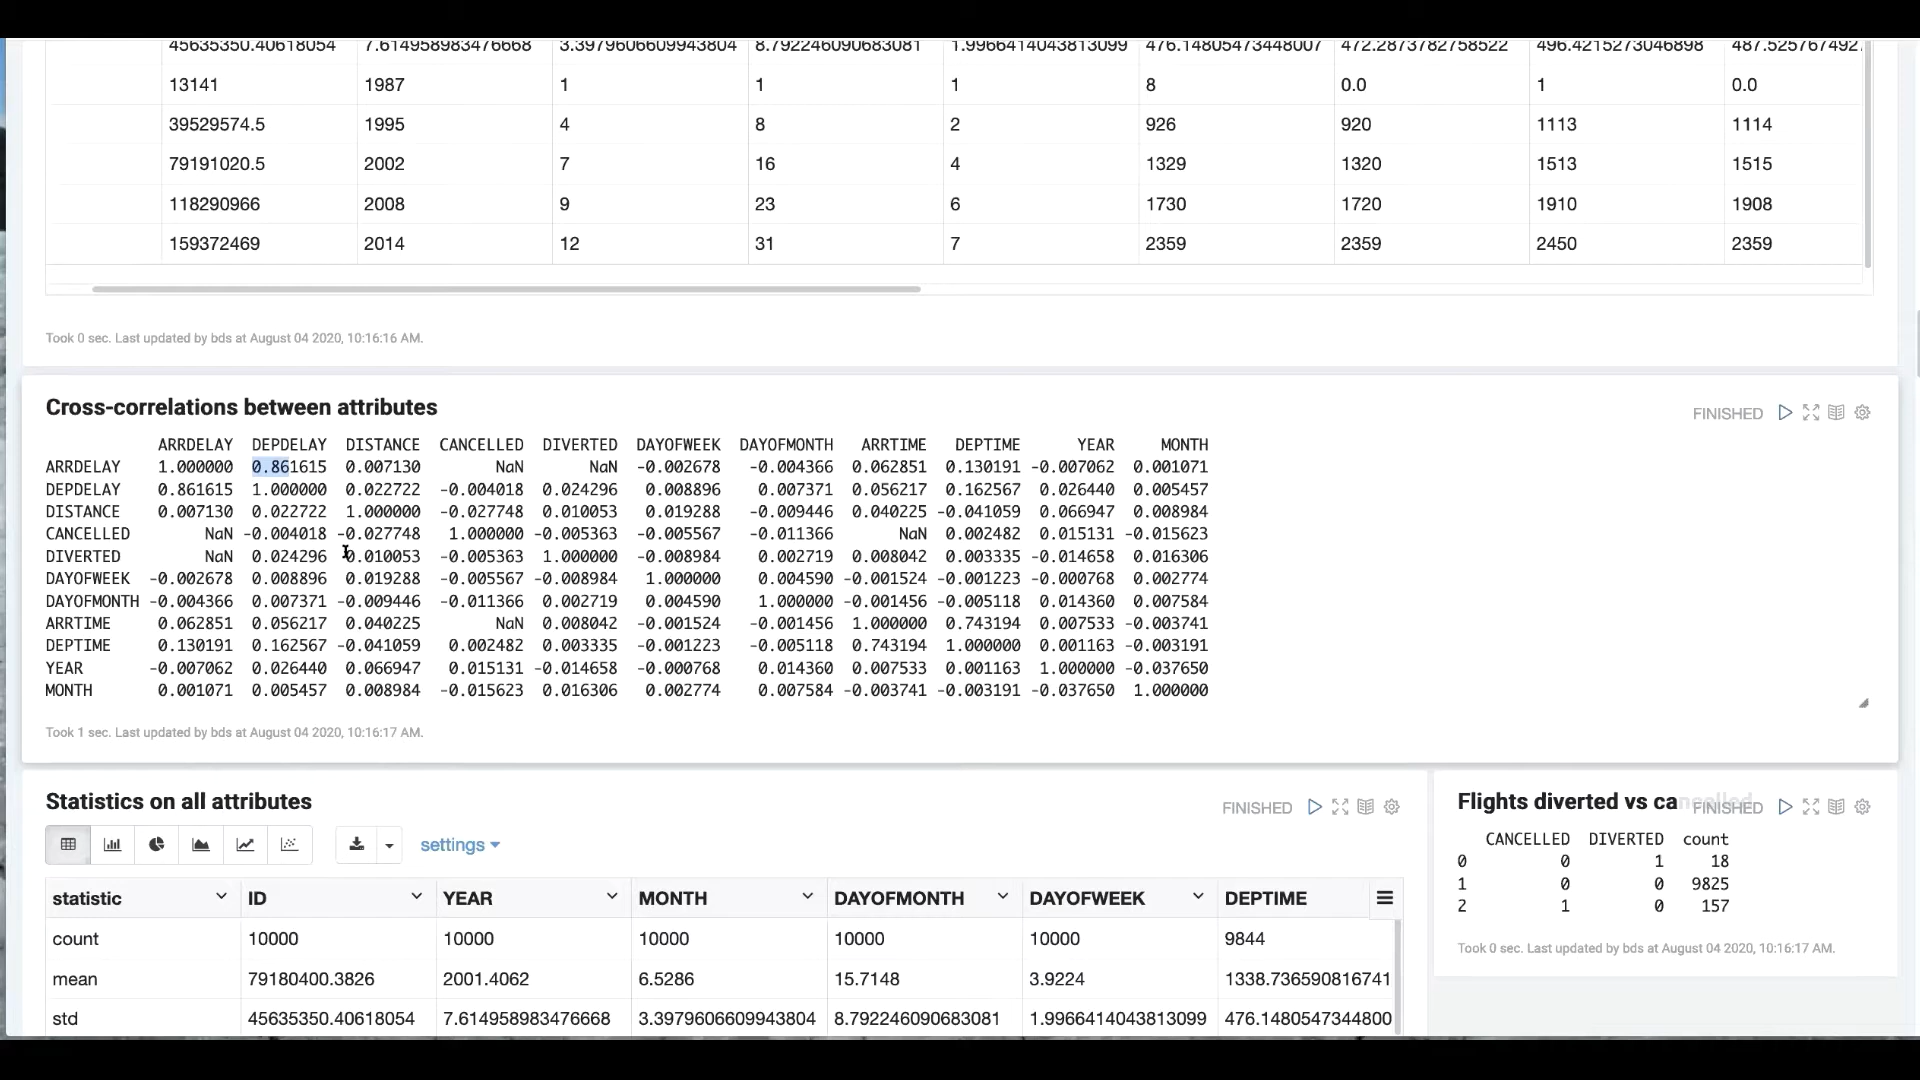 45635350.40618054 7.614958983476668 3.3979606609943804 8.792246090683081 1.9966414043813099 476.14805473448007 472.2873782758522 496.4215273046898 487.525767492
13141 1987 1 1 1 8 0.0 1 0.0
39529574.5 1995 4 8 2 926 920 1113 1114
79191020.5 2002 7 16 4 1329 1320 1513 1515
118290966 2008 9 23 6 1730 1720 1910 1908
159372469 2014 12 31 7 2359 2359 2450 2359
Took 0 sec. Last updated by bds at August 04 2020, 10:16:16 AM.
Cross-correlations between attributes FINISHED
ARRDELAY DEPDELAY DISTANCE CANCELLED DIVERTED DAYOFWEEK DAYOFMONTH ARRTIME DEPTIME YEAR MONTH
ARRDELAY 1.000000 0.861615 0.007130 NaN NaN -0.002678 -0.004366 0.062851 0.130191 -0.007062 0.001071
DEPDELAY 0.861615 1.000000 0.022722 -0.004018 0.024296 0.008896 0.007371 0.056217 0.162567 0.026440 0.005457
DISTANCE 0.007130 0.022722 1.000000 -0.027748 0.010053 0.019288 -0.009446 0.040225 -0.041059 0.066947 0.008984
CANCELLED NaN -0.004018 -0.027748 1.000000 -0.005363 -0.005567 -0.011366 NaN 0.002482 0.015131 -0.015623
DIVERTED NaN 0.024296 0.010053 -0.005363 1.000000 -0.008984 0.002719 0.008042 0.003335 -0.014658 0.016306
DAYOFWEEK -0.002678 0.008896 0.019288 -0.005567 -0.008984 1.000000 0.004590 -0.001524 -0.001223 -0.000768 0.002774
DAYOFMONTH -0.004366 0.007371 -0.009446 -0.011366 0.002719 0.004590 1.000000 -0.001456 -0.005118 0.014360 0.007584
ARRTIME 0.062851 0.056217 0.040225 NaN 0.008042 -0.001524 -0.001456 1.000000 0.743194 0.007533 -0.003741
DEPTIME 0.130191 0.162567 -0.041059 0.002482 0.003335 -0.001223 -0.005118 0.743194 1.000000 0.001163 -0.003191
YEAR -0.007062 0.026440 0.066947 0.015131 -0.014658 -0.000768 0.014360 0.007533 0.001163 1.000000 -0.037650
MONTH 0.001071 0.005457 0.008984 -0.015623 0.016306 0.002774 0.007584 -0.003741 -0.003191 -0.037650 1.000000
Took 1 sec. Last updated by bds at August 04 2020, 10:16:17 AM.
Statistics on all attributes FINISHED
settings
statistic ID YEAR MONTH DAYOFMONTH DAYOFWEEK DEPTIME
count 10000 10000 10000 10000 10000 9844
mean 79180400.3826 2001.4062 6.5286 15.7148 3.9224 1338.736590816741
std 45635350.40618054 7.614958983476668 3.3979606609943804 8.792246090683081 1.9966414043813099 476.1480547344800
Flights diverted vs cancelled FINISHED
CANCELLED DIVERTED count
0 0 1 18
1 0 0 9825
2 1 0 157
Took 0 sec. Last updated by bds at August 04 2020, 10:16:17 AM.